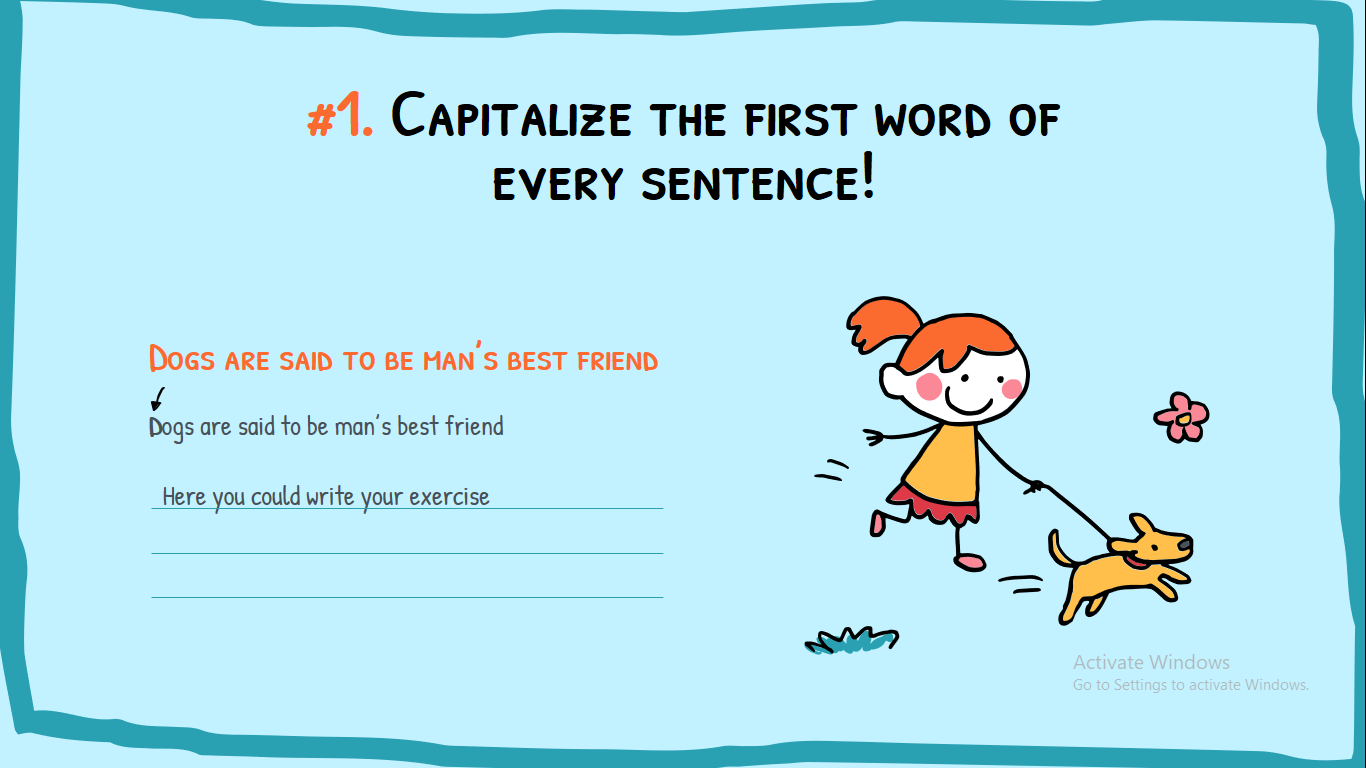 #1. Capitalize the first word of
every sentence!
Dogs are said to be man's best friend
Dogs are said to be man's best friend
Here you could write your exercise
Activate Windows
Go to Settings to activate Windows.